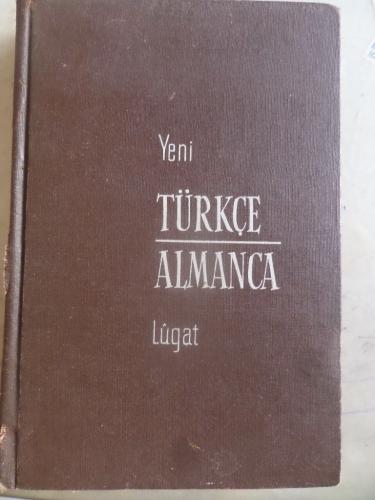 Yeni
TÜRKÇE
ALMANCA
Lûgat